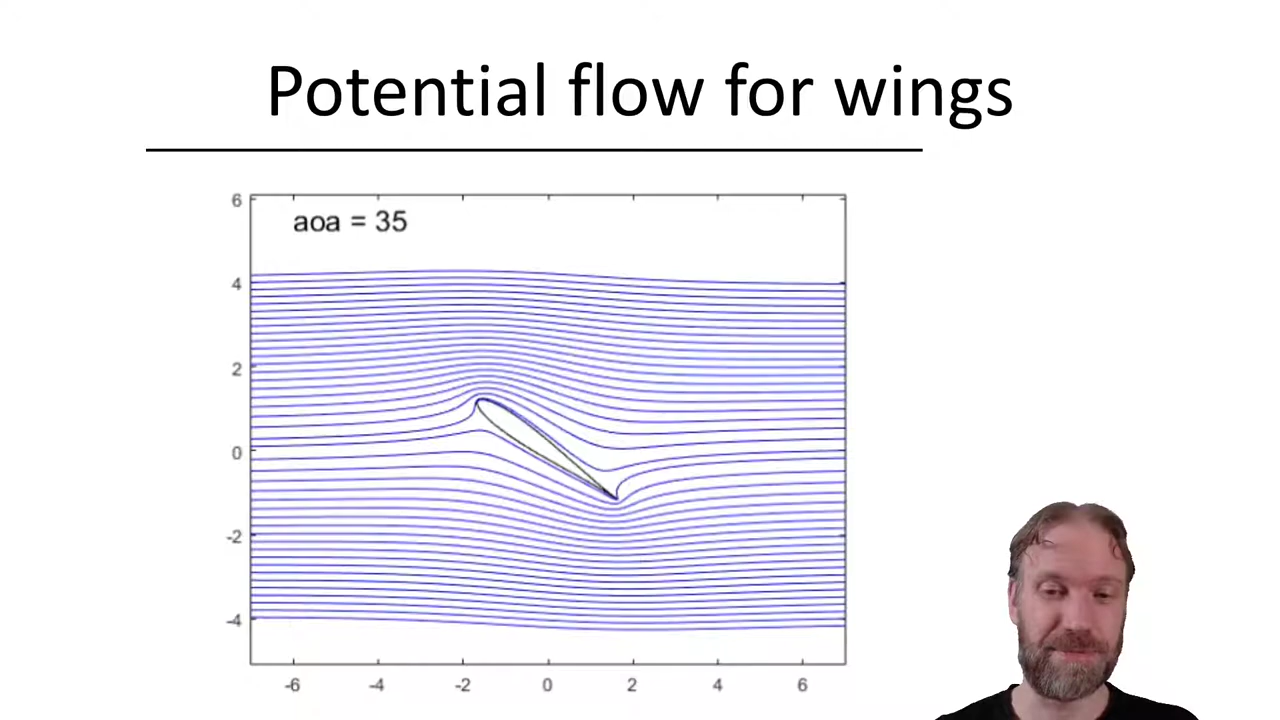 Potential flow for wings
aoa = 35
6
4
2
0
-2
-4
-6 -4 -2 0 2 4 6